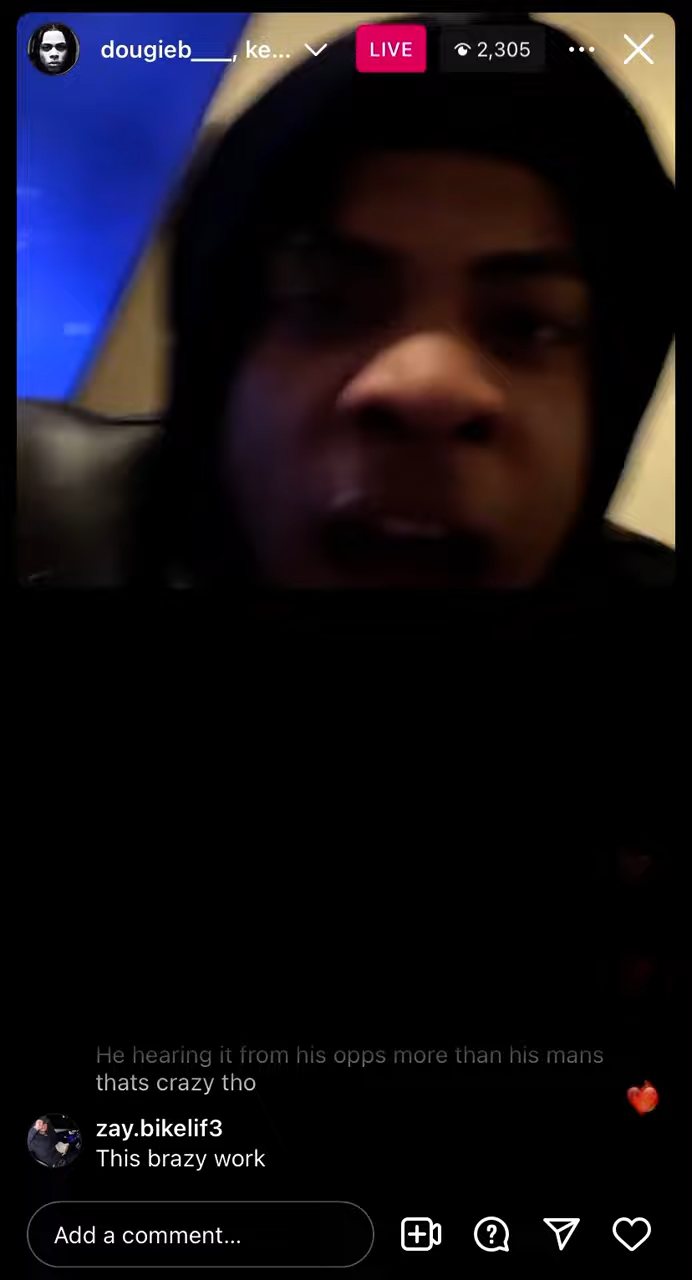 dougieb___, ke...
LIVE
2,305
He hearing it from his opps more than his mans
thats crazy tho
zay.bikelif3
This brazy work
Add a comment...